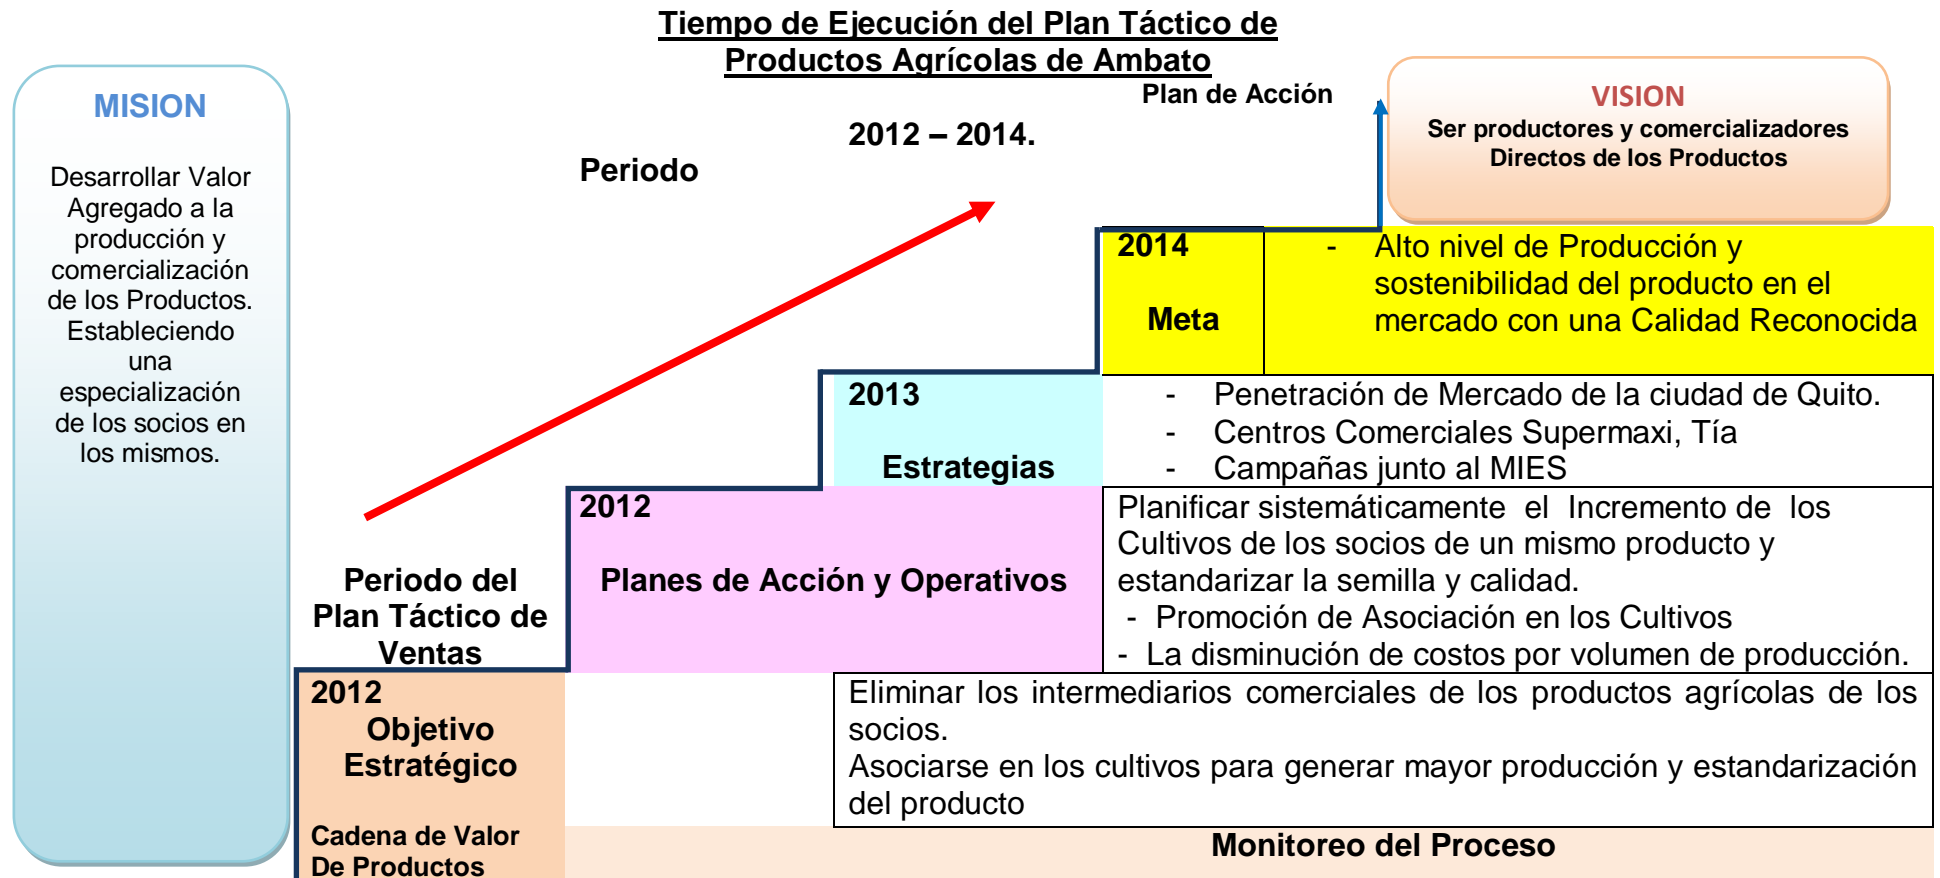 Tiempo de Ejecución del Plan Táctico de
Productos Agrícolas de Ambato
MISION
Desarrollar Valor
Agregado a la
producción y
comercialización
de los Productos.
Estableciendo
una
especialización
de los socios en
los mismos.
Plan de Acción
VISION
Ser productores y comercializadores
Directos de los Productos
2012 – 2014.
Periodo
2014
Meta
- Alto nivel de Producción y
sostenibilidad del producto en el
mercado con una Calidad Reconocida
2013
Estrategias
- Penetración de Mercado de la ciudad de Quito.
- Centros Comerciales Supermaxi, Tía
- Campañas junto al MIES
2012
Planes de Acción y Operativos
Planificar sistemáticamente el Incremento de los
Cultivos de los socios de un mismo producto y
estandarizar la semilla y calidad.
- Promoción de Asociación en los Cultivos
- La disminución de costos por volumen de producción.
Periodo del
Plan Táctico de
Ventas
2012
Objetivo
Estratégico
Cadena de Valor
De Productos
Eliminar los intermediarios comerciales de los productos agrícolas de los
socios.
Asociarse en los cultivos para generar mayor producción y estandarización
del producto
Monitoreo del Proceso